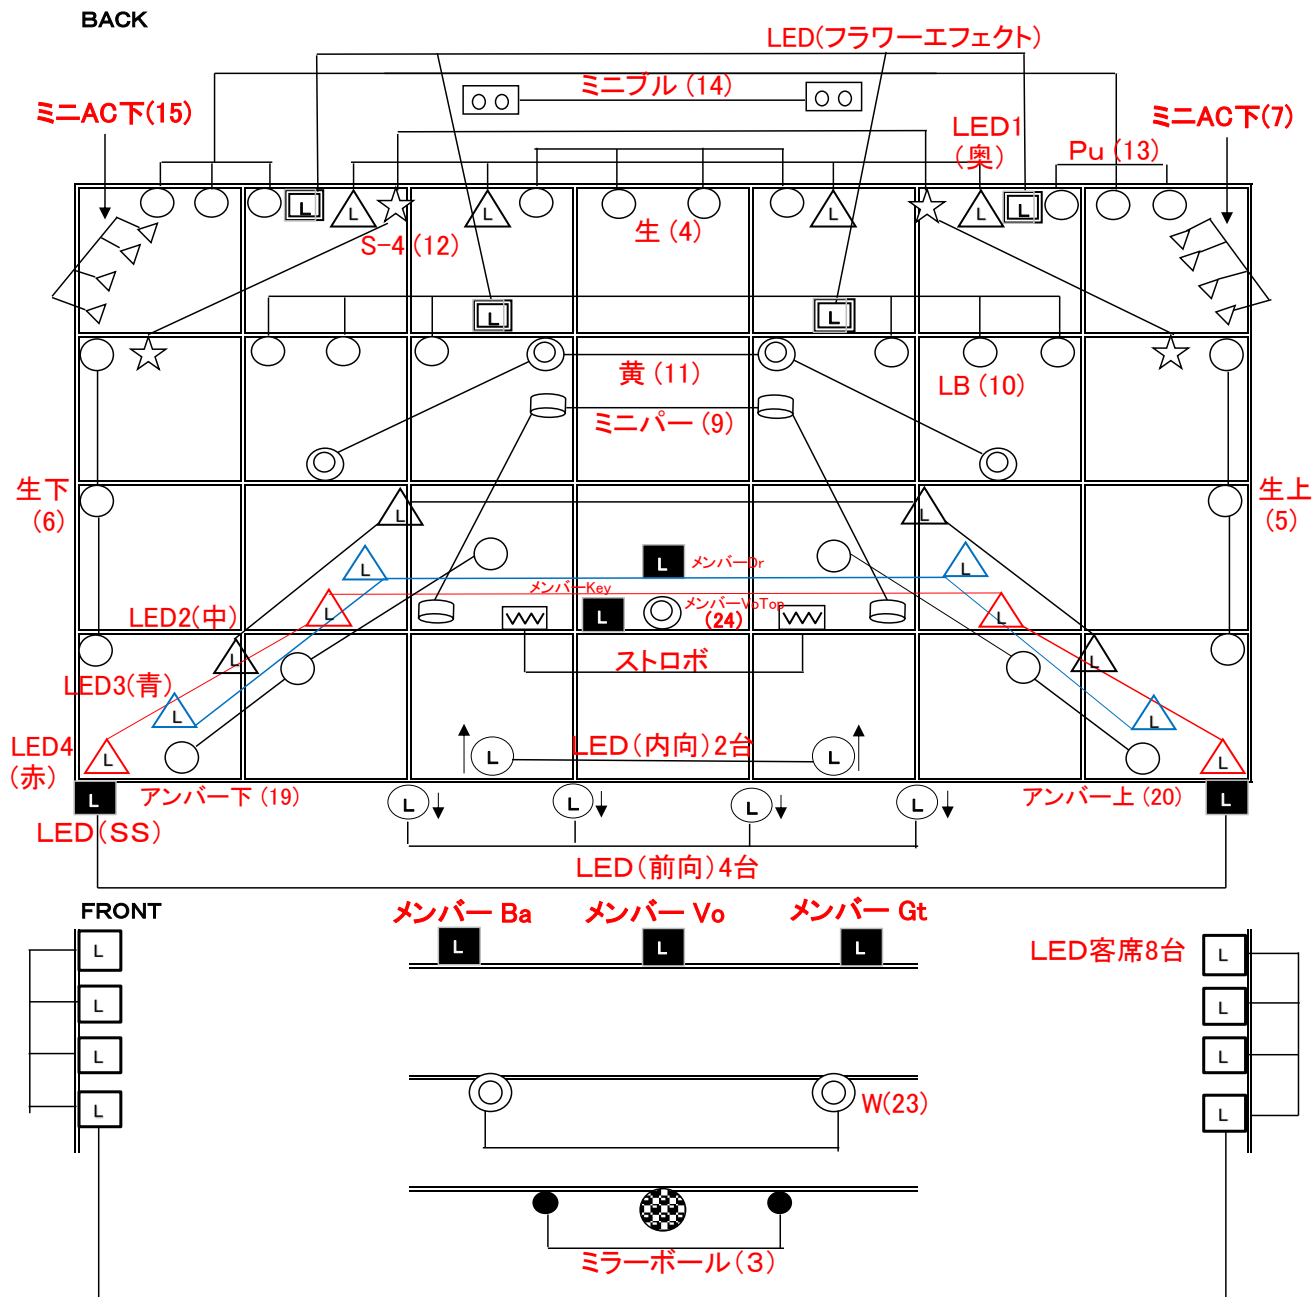 BACK
LED(フラワーエフェクト)
ミニブル (14)
ミニAC下(15)
LED1
(奥)
ミニAC下(7)
Pu (13)
L
L
L
L
L
L
S-4 (12)
生 (4)
L
L
黄 (11)
LB (10)
ミニパー (9)
生下
(6)
生上
(5)
L
L
L
L
L
メンバーDr
メンバーKey
L
L
L
メンバーVoTop
(24)
LED2(中)
L
L
ストロボ
LED3(青)
L
L
LED4
(赤)
L
L
L
L
LED(内向)2台
L
アンバー下 (19)
アンバー上 (20)
L
L
L
L
L
L
LED(SS)
LED(前向)4台
FRONT
メンバー Ba
メンバー Vo
メンバー Gt
L
L
L
LED客席8台
L
L
L
L
L
L
L
L
W(23)
ミラーボール(3)